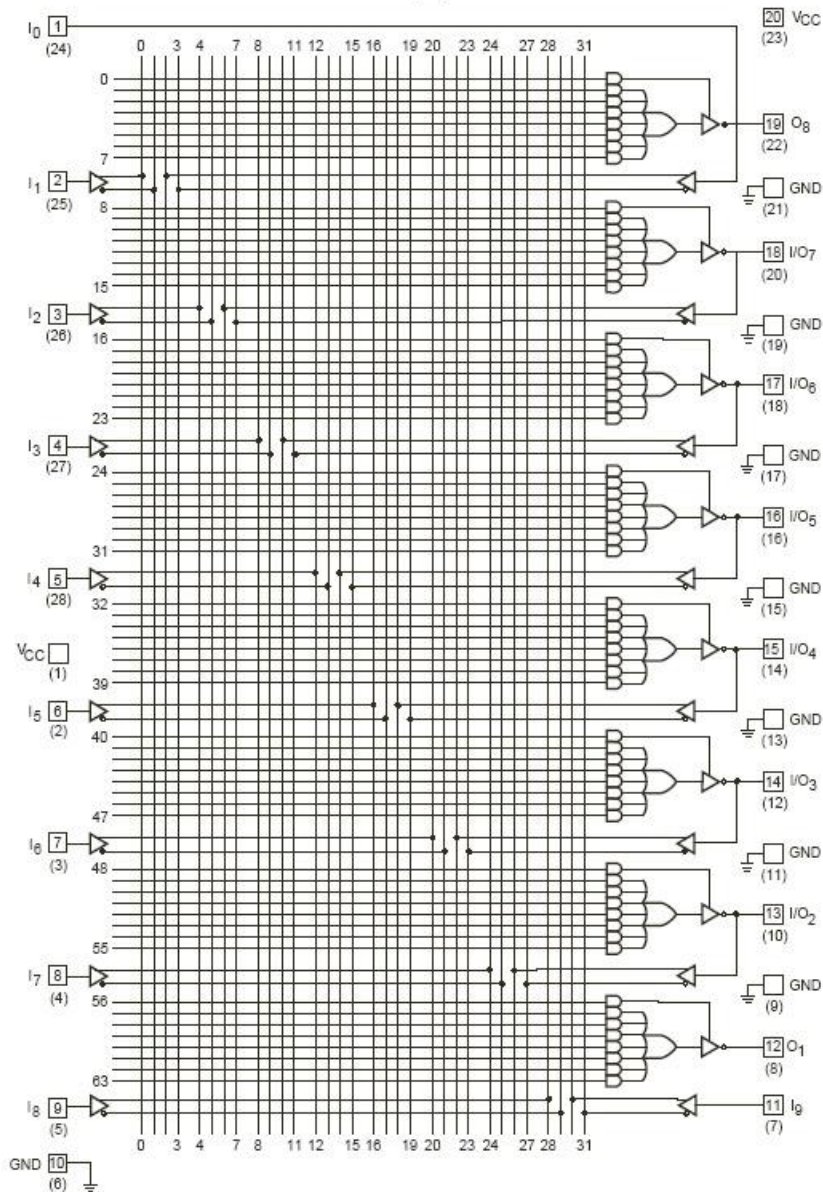 I0 1 (24)
20 VCC (23)
0 3 4 7 8 11 12 15 16 19 20 23 24 27 28 31
0
7
19 O8 (22)
I1 2 (25)
GND (21)
8
15
18 I/O7 (20)
I2 3 (26)
GND (19)
16
23
17 I/O6 (18)
I3 4 (27)
GND (17)
24
31
16 I/O5 (16)
I4 5 (28)
GND (15)
32
39
15 I/O4 (14)
VCC (1)
I5 6 (2)
GND (13)
40
47
14 I/O3 (12)
I6 7 (3)
GND (11)
48
55
13 I/O2 (10)
I7 8 (4)
GND (9)
56
63
12 O1 (8)
I8 9 (5)
11 I9 (7)
0 3 4 7 8 11 12 15 16 19 20 23 24 27 28 31
GND 10 (6)